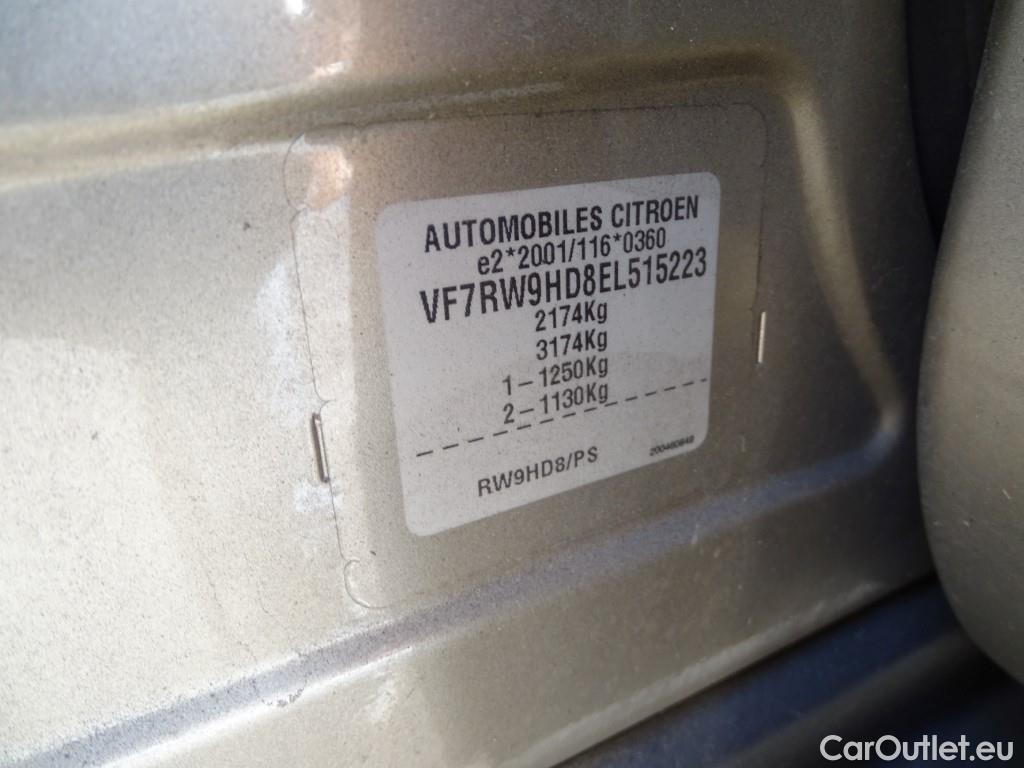 AUTOMOBILES CITROEN
e2*2001/116*0360
VF7RW9HD8EL515223
2174Kg
3174Kg
1-1250Kg
2-1130Kg
RW9HD8/PS
CarOutlet.eu